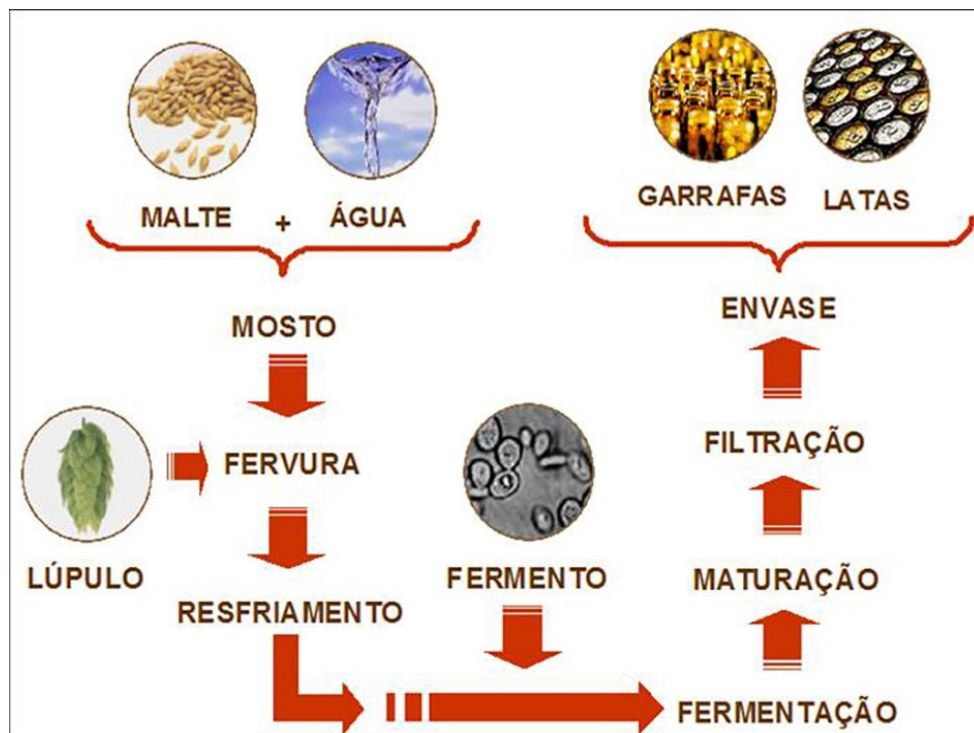 MALTE + ÁGUA
MOSTO
LÚPULO
FERVURA
RESFRIAMENTO
FERMENTO
FERMENTAÇÃO
MATURAÇÃO
FILTRAÇÃO
ENVASE
GARRAFAS LATAS